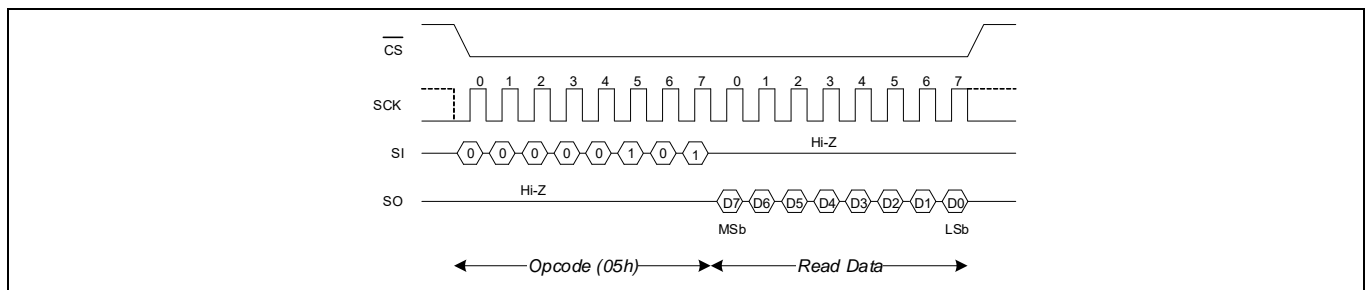 CS
0 1 2 3 4 5 6 7 0 1 2 3 4 5 6 7
SCK
Hi-Z
SI 0 0 0 0 0 1 0 1
Hi-Z
SO D7 D6 D5 D4 D3 D2 D1 D0
MSb LSb
Opcode (05h) Read Data